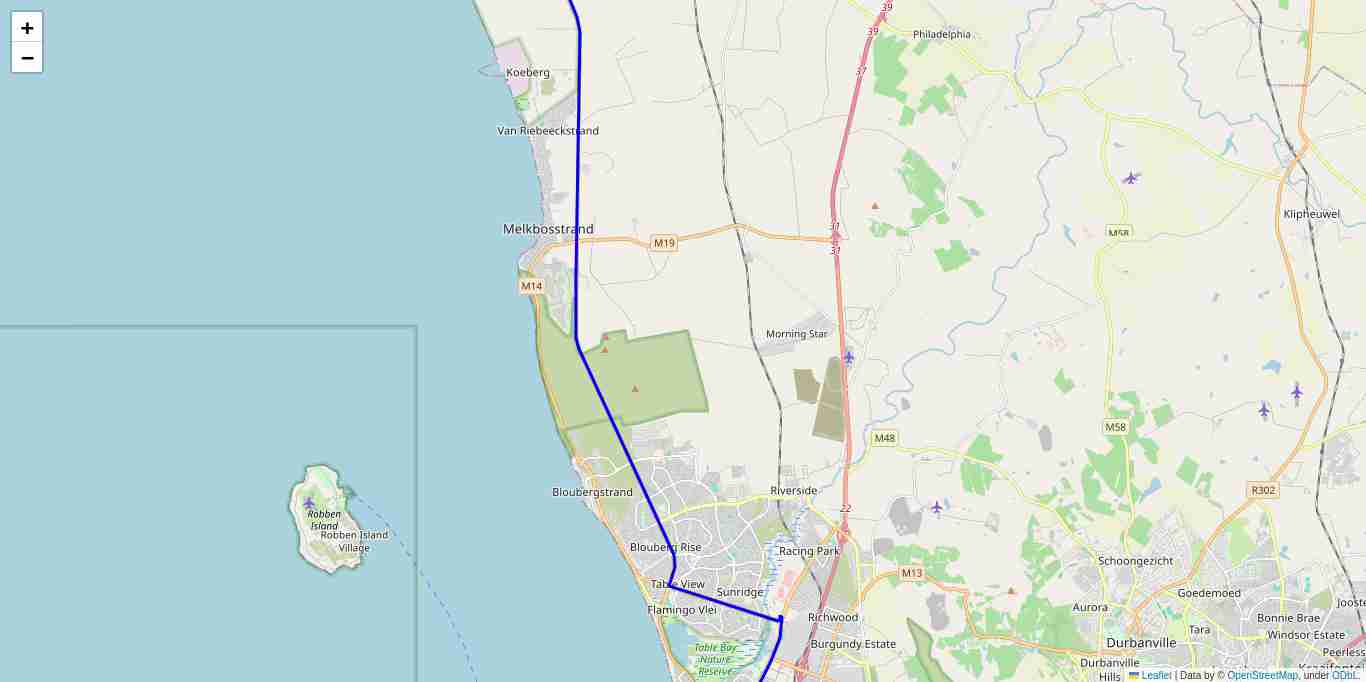 +
−
39
39
Philadelphia
37
Koeberg
Van Riebeeckstrand
M58
Klipheuwel
Melkbosstrand
M19
31
31
M14
Morning Star
M58
M48
Bloubergstrand
Riverside
R302
22
Robben
Island
Robben Island
Village
Blouberg Rise
Racing Park
Schoongezicht
M13
Table View
Sunridge
Goedemoed
Flamingo Vlei
Aurora
Richwood
Bonnie Brae
Tara
Windsor Estate
Burgundy Estate
Durbanville
Table Bay
Nature
Reserve
Peerless
Durbanville
Hills
Leaflet | Data by © OpenStreetMap, under ODbL.